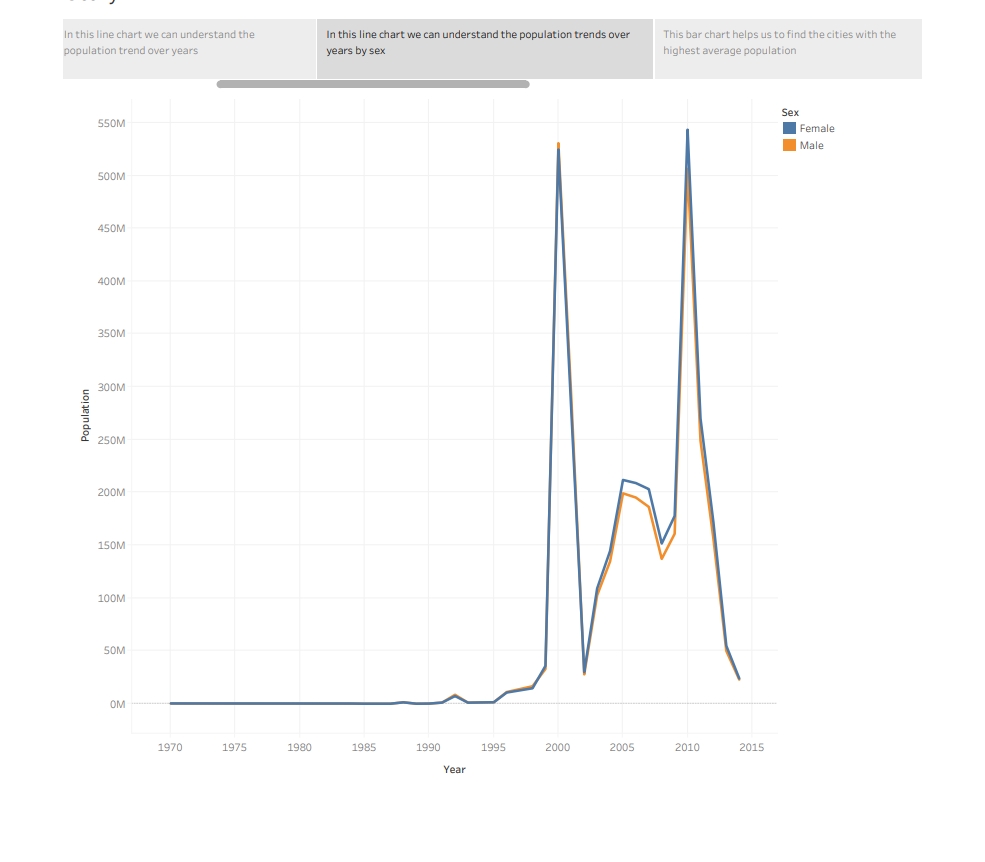 In this line chart we can understand the
population trend over years
In this line chart we can understand the population trends over
years by sex
This bar chart helps us to find the cities with the
highest average population
Sex
Female
Male
550M
500M
450M
400M
350M
300M
250M
200M
150M
100M
50M
0M
Population
1970
1975
1980
1985
1990
1995
2000
2005
2010
2015
Year